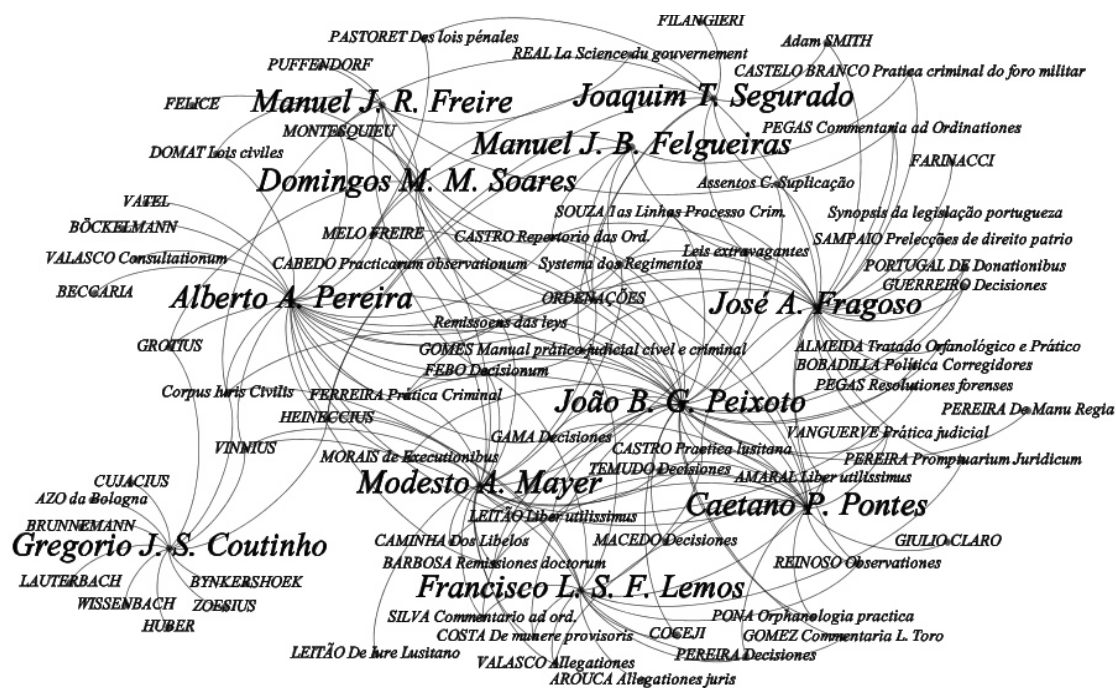 FILANGIERI
PASTORET Des lois pénales
Adam SMITH
REAL La Science du gouvernement
PUFFENDORF
CASTELO BRANCO Pratica criminal do foro militar
FELICE
Manuel J. R. Freire
Joaquim T. Segurado
MONTESQUIEU
PEGAS Commentaria ad Ordinationes
Manuel J. B. Felgueiras
DOMAT Lois civiles
FARINACCI
Domingos M. M. Soares
Assentos C. Suplicação
VATEL
SOUZA 1as Linhas Processo Crim.
Synopsis da legislação portugueza
BÖCKELMANN
MELO FREIRE
CASTRO Repertorio das Ord.
SAMPAIO Prelecções de direito patrio
Leis extravagantes
VALASCO Consultationum
CABEDO Practicarum observationum
Systema dos Regimentos
PORTUGAL DE Donationibus
GUERREIRO Decisiones
BECCARIA
Alberto A. Pereira
ORDENAÇÕES
José A. Fragoso
Remissoens das leys
GROTIUS
GOMES Manual prático judicial cível e criminal
ALMEIDA Tratado Orfanológico e Prático
BOBADILLA Política Corregidores
FEBO Decisionum
PEGAS Resolutiones forenses
Corpus Iuris Civilis
FERREIRA Prática Criminal
João B. G. Peixoto
PEREIRA De Manu Regia
HEINECCIUS
GAMA Decisiones
VANGUERVE Prática judicial
VINNIUS
CASTRO Practica lusitana
MORAIS de Executionibus
PEREIRA Promptuarium Juridicum
TEMUDO Decisiones
AMARAL Liber utilissimus
CUJACIUS
Modesto A. Mayer
AZO da Bologna
Caetano P. Pontes
LEITÃO Liber utilissimus
BRUNNEMANN
CAMINHA Dos Libelos
MACEDO Decisiones
GIULIO CLARO
Gregorio J. S. Coutinho
BARBOSA Remissiones doctorum
REINOSO Observationes
LAUTERBACH
BYNKERSHOEK
Francisco L. S. F. Lemos
WISSENBACH
ZOESIUS
SILVA Commentario ad ord.
PONA Orphanologia practica
HUBER
COSTA De munere provisoris
COCEJI
GOMEZ Commentaria L. Toro
LEITÃO De Iure Lusitano
PEREIRA Decisiones
VALASCO Allegationes
AROUCA Allegationes juris